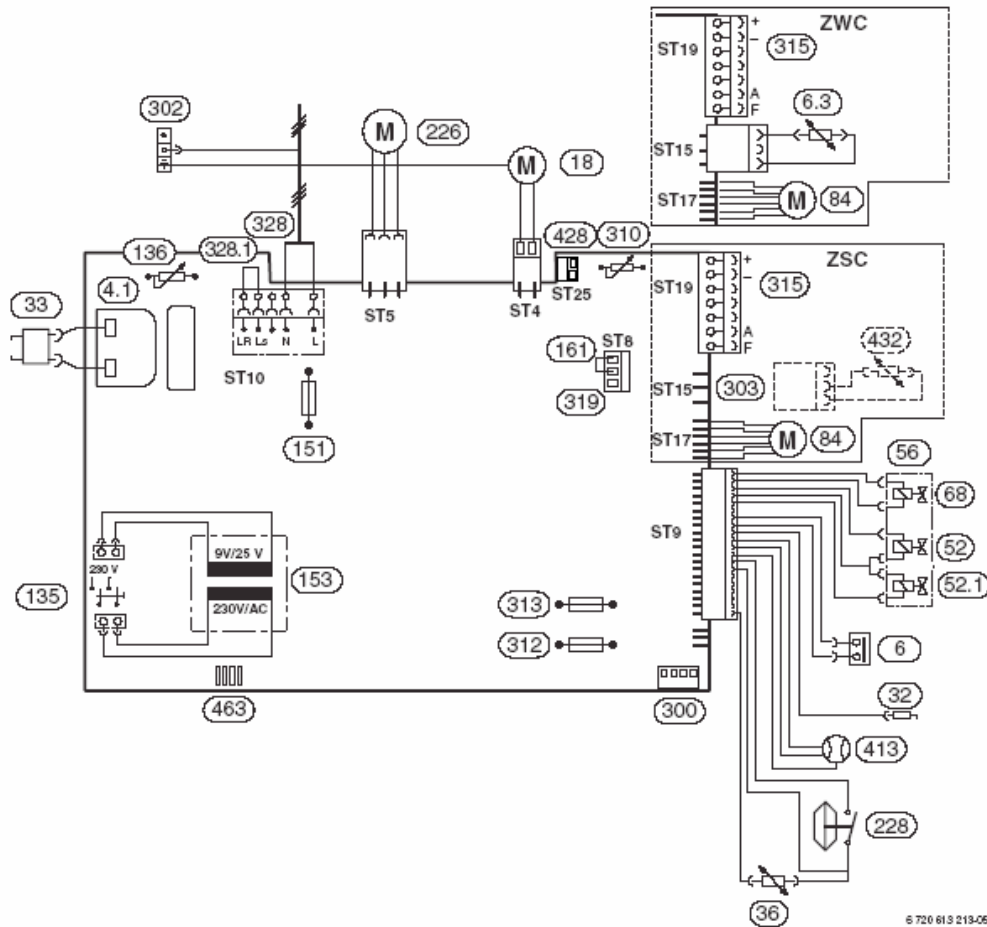 ZWC
ST19
+
–
315
A
F
6.3
ST15
ST17
M
84
302
M
226
M
18
328
136
328.1
428
310
4.1
33
ST5
ST4
ST25
LR Ls N L
ST10
151
161
ST8
319
ZSC
ST19
+
–
315
A
F
432
ST15
303
ST17
M
84
56
68
52
52.1
ST9
9V/25 V
230 V
135
153
230V/AC
313
312
6
463
300
32
413
228
36
6 720 613 213-05